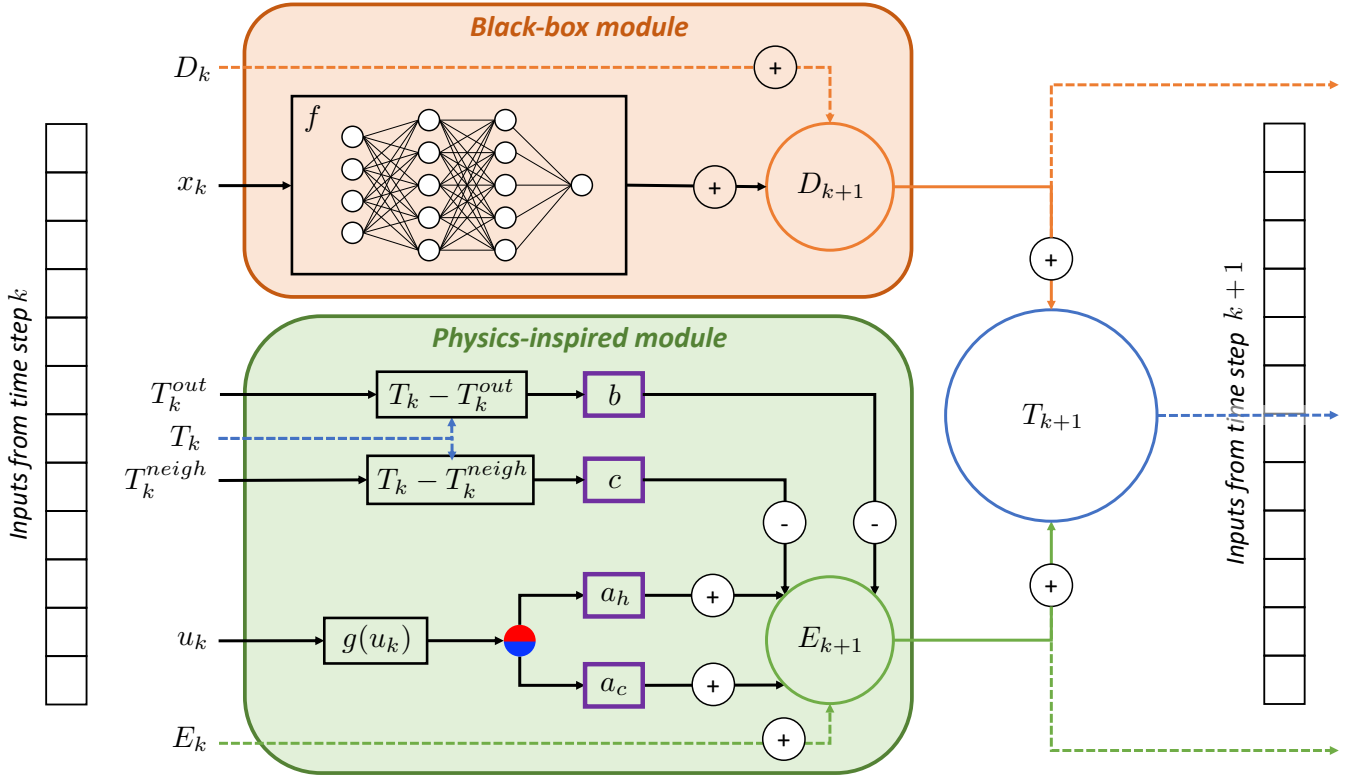 Black-box module
D_k
+
f
x_k
+
D_{k+1}
+
Inputs from time step k
Inputs from time step k + 1
Physics-inspired module
T_k^{out}
T_k − T_k^{out}
b
T_k
T_{k+1}
T_k^{neigh}
T_k − T_k^{neigh}
c
-
-
a_h
+
+
u_k
g(u_k)
E_{k+1}
a_c
+
E_k
+